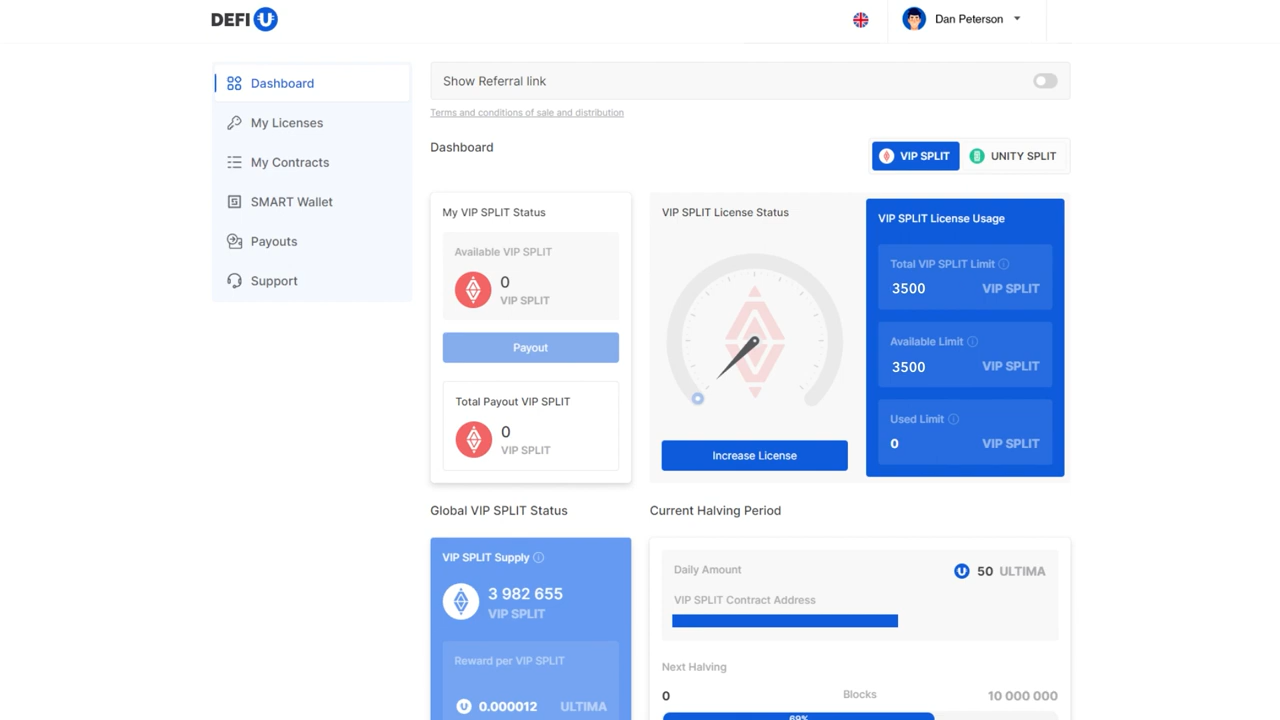 DEFI U
Dan Peterson
Dashboard
My Licenses
My Contracts
SMART Wallet
Payouts
Support
Show Referral link
Terms and conditions of sale and distribution
Dashboard
VIP SPLIT
UNITY SPLIT
My VIP SPLIT Status
Available VIP SPLIT
0
VIP SPLIT
Payout
Total Payout VIP SPLIT
0
VIP SPLIT
VIP SPLIT License Status
Increase License
VIP SPLIT License Usage
Total VIP SPLIT Limit
3500 VIP SPLIT
Available Limit
3500 VIP SPLIT
Used Limit
0 VIP SPLIT
Global VIP SPLIT Status
VIP SPLIT Supply
3 982 655
VIP SPLIT
Reward per VIP SPLIT
0.000012 ULTIMA
Current Halving Period
Daily Amount
50 ULTIMA
VIP SPLIT Contract Address
Next Halving
0 Blocks 10 000 000
69%